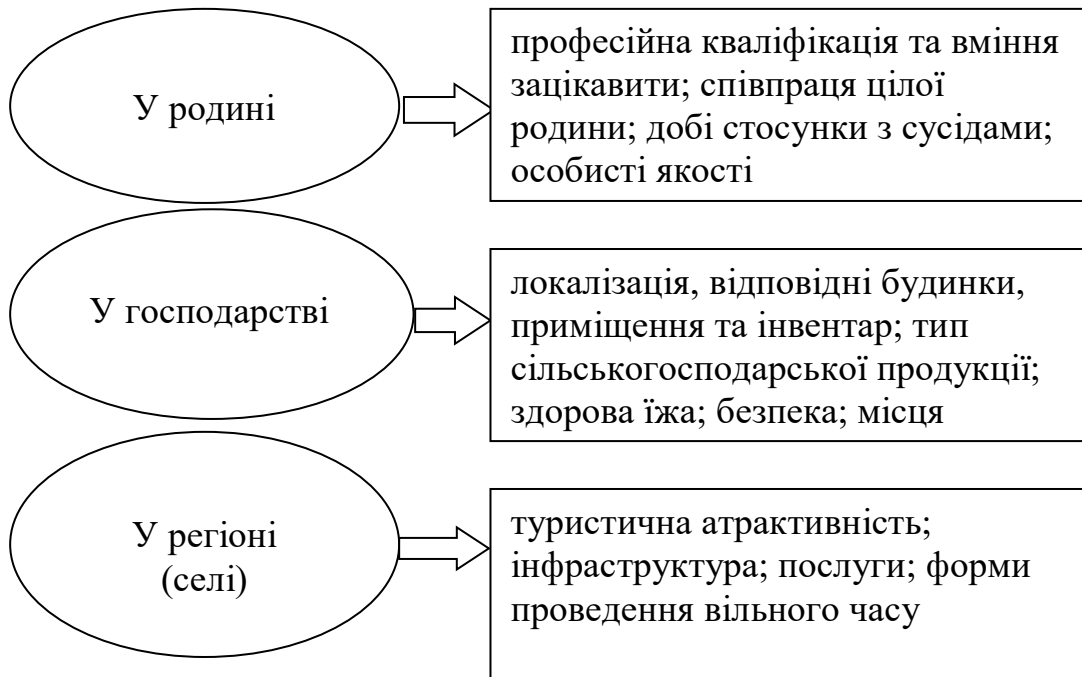 У родині
професійна кваліфікація та вміння
зацікавити; співпраця цілої
родини; добі стосунки з сусідами;
особисті якості
У господарстві
локалізація, відповідні будинки,
приміщення та інвентар; тип
сільськогосподарської продукції;
здорова їжа; безпека; місця
У регіоні
(селі)
туристична атрактивність;
інфраструктура; послуги; форми
проведення вільного часу